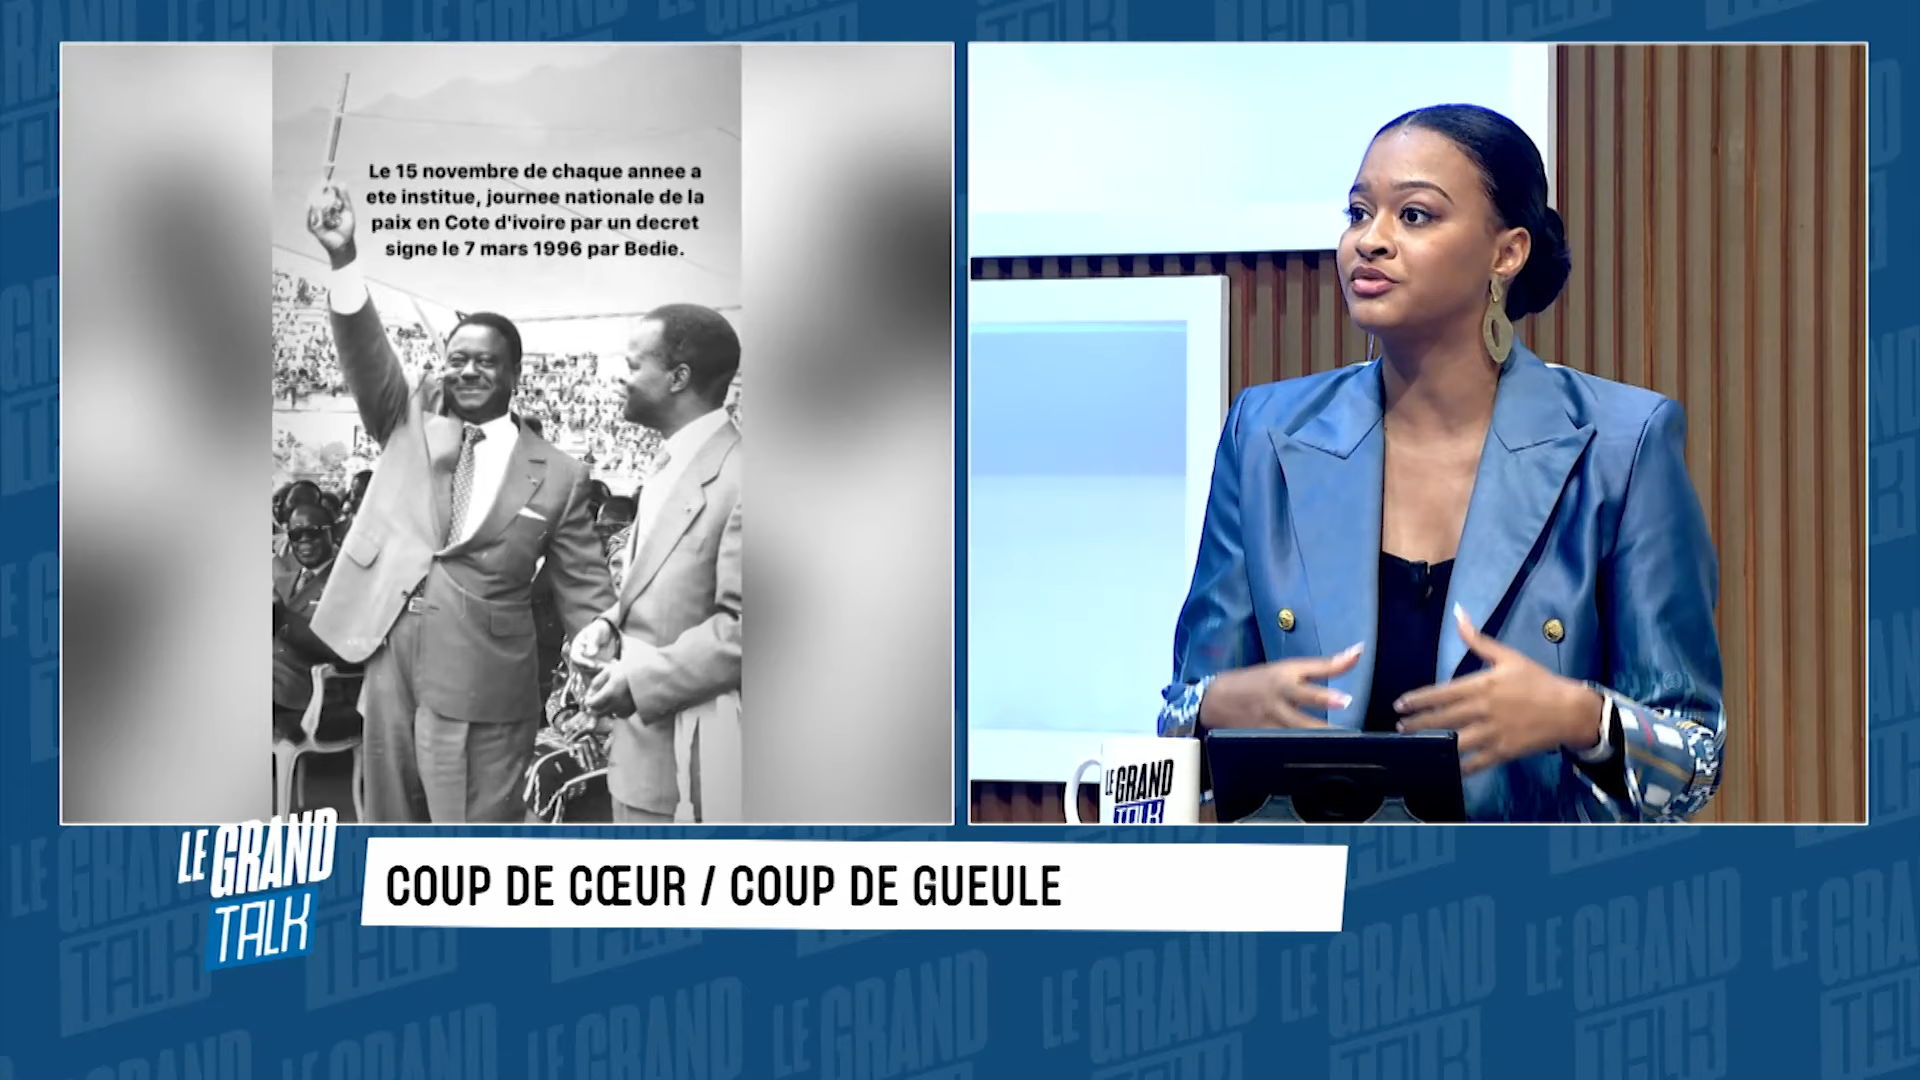 Le 15 novembre de chaque annee a
ete institue, journee nationale de la
paix en Cote d'ivoire par un decret
signe le 7 mars 1996 par Bedie.
LE GRAND
TALK
LE GRAND
TALK
COUP DE CŒUR / COUP DE GUEULE